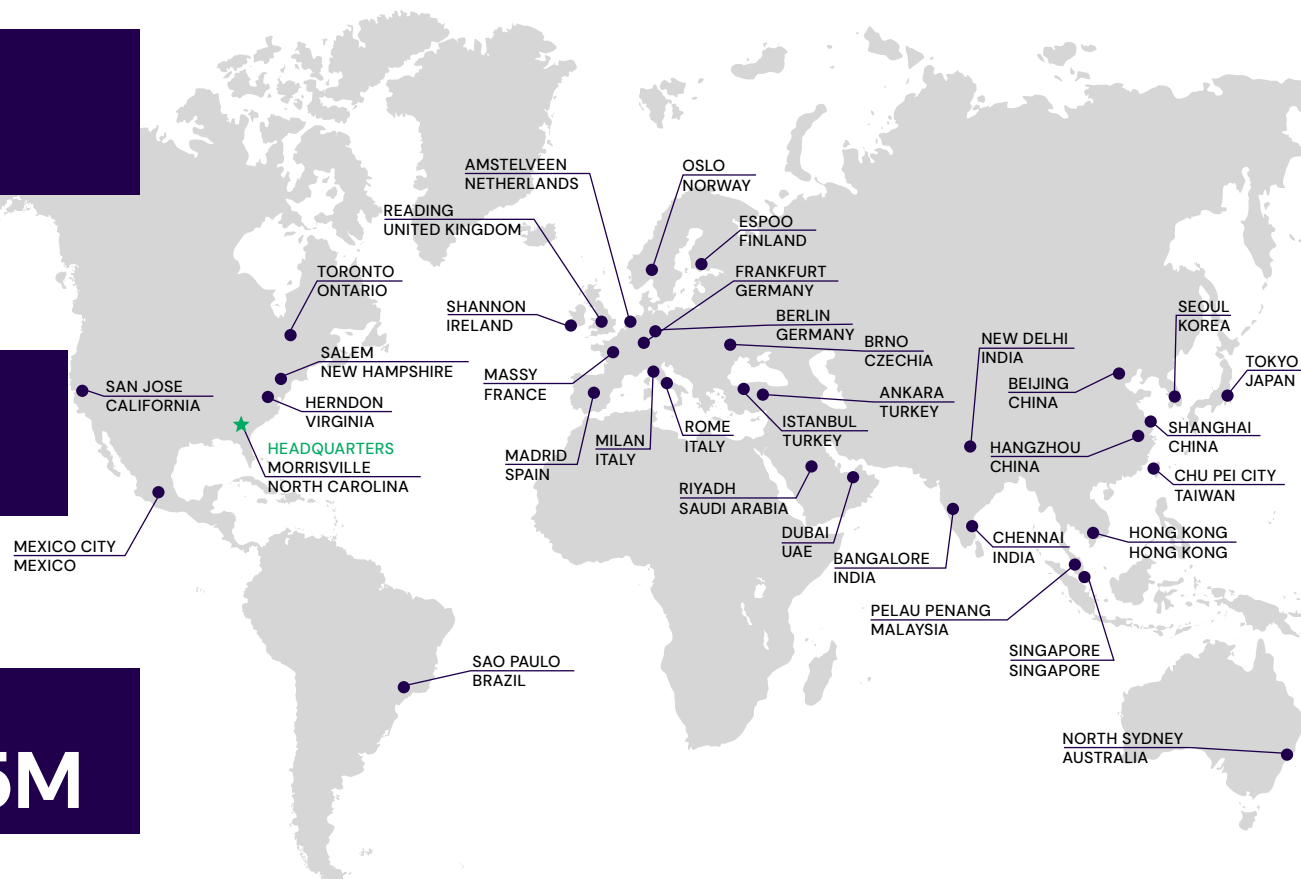 AMSTELVEEN
NETHERLANDS
OSLO
NORWAY
READING
UNITED KINGDOM
ESPOO
FINLAND
TORONTO
ONTARIO
FRANKFURT
GERMANY
SHANNON
IRELAND
BERLIN
GERMANY
SEOUL
KOREA
BRNO
CZECHIA
NEW DELHI
INDIA
SALEM
NEW HAMPSHIRE
TOKYO
JAPAN
MASSY
FRANCE
BEIJING
CHINA
SAN JOSE
CALIFORNIA
ANKARA
TURKEY
HERNDON
VIRGINIA
ISTANBUL
TURKEY
ROME
ITALY
SHANGHAI
CHINA
MILAN
ITALY
HEADQUARTERS
MORRISVILLE
NORTH CAROLINA
HANGZHOU
CHINA
MADRID
SPAIN
CHU PEI CITY
TAIWAN
RIYADH
SAUDI ARABIA
DUBAI
UAE
HONG KONG
HONG KONG
CHENNAI
INDIA
MEXICO CITY
MEXICO
BANGALORE
INDIA
PELAU PENANG
MALAYSIA
SINGAPORE
SINGAPORE
SAO PAULO
BRAZIL
NORTH SYDNEY
AUSTRALIA
5M